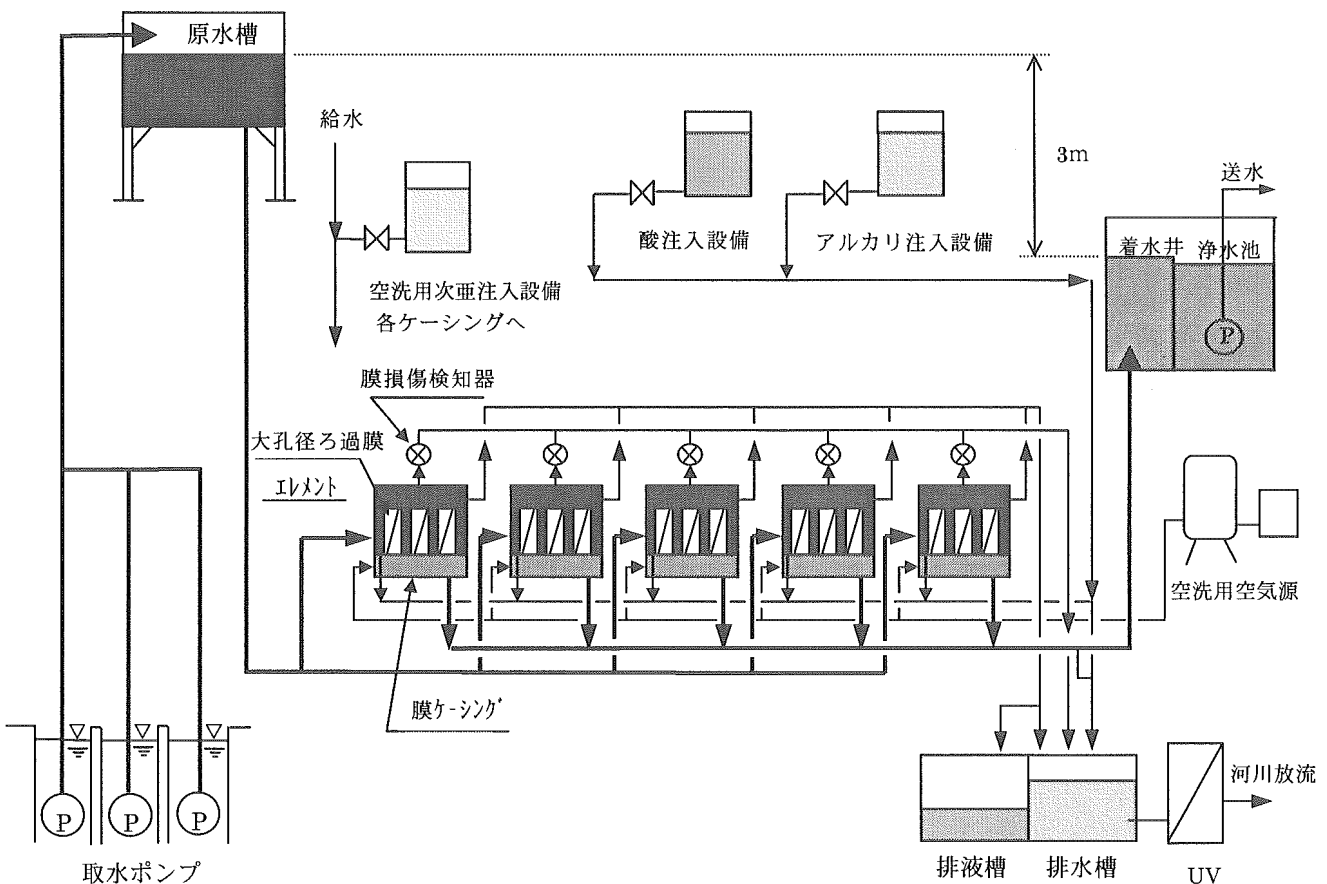 原水槽
給水
3m
送水
酸注入設備
アルカリ注入設備
着水井
浄水池
空洗用次亜注入設備
各ケーシングへ
P
膜損傷検知器
大孔径ろ過膜
エレメント
空洗用空気源
膜ケーシング
河川放流
P
P
P
取水ポンプ
排液槽
排水槽
UV